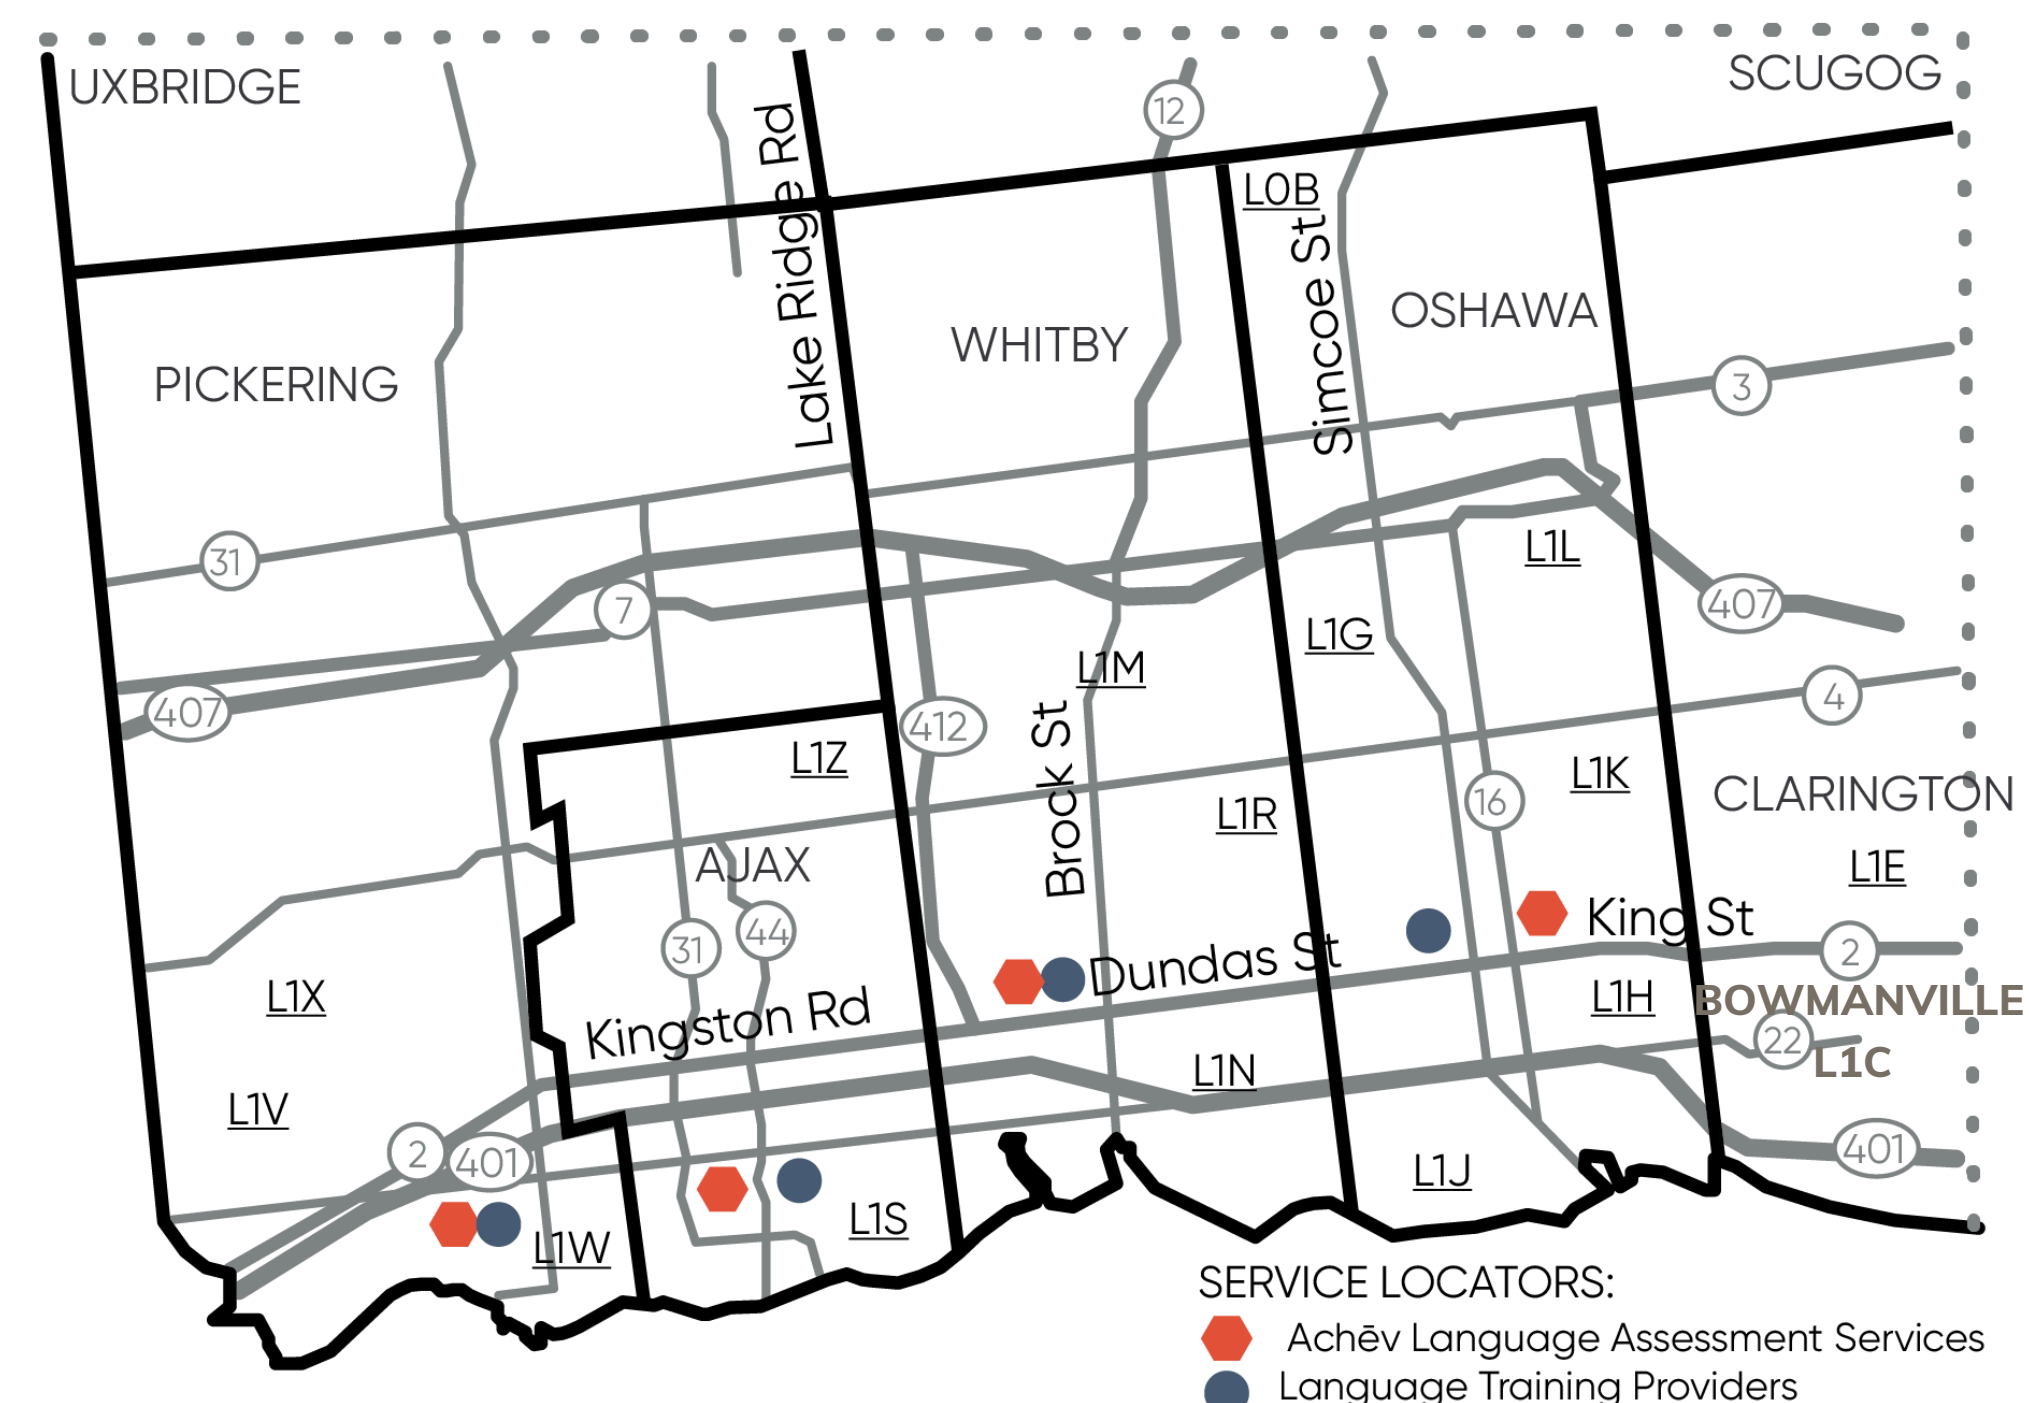 UXBRIDGE
SCUGOG
12
Lake Ridge Rd
L0B
Simcoe St
OSHAWA
WHITBY
PICKERING
3
31
L1L
7
407
L1G
L1M
407
4
412
Brock St
L1Z
L1K
16
CLARINGTON
L1R
AJAX
L1E
King St
44
31
2
Dundas St
L1X
L1H
BOWMANVILLE
Kingston Rd
22
L1C
L1N
L1V
2
401
401
L1J
L1S
L1W
SERVICE LOCATORS:
Achēv Language Assessment Services
Language Training Providers